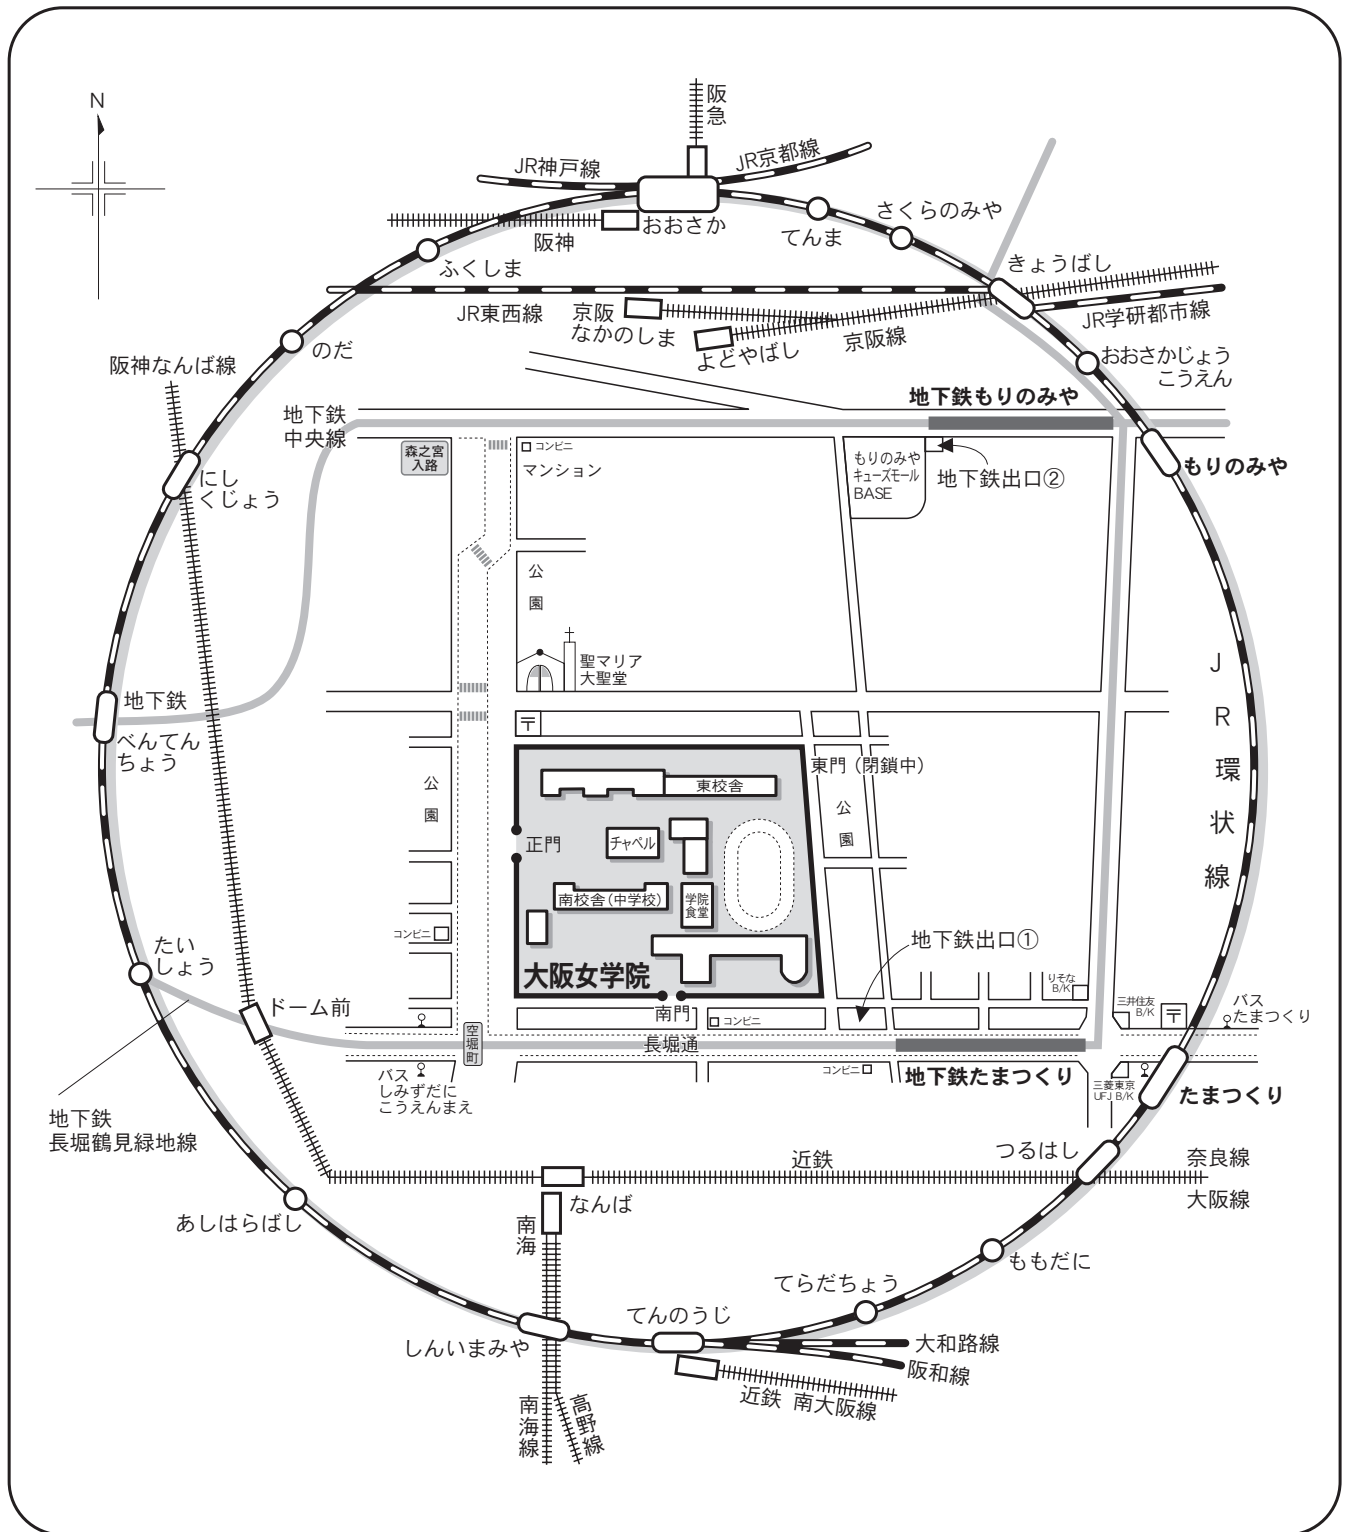 N
阪急
JR神戸線
JR京都線
おおさか
阪神
てんま
さくらのみや
ふくしま
きょうばし
JR東西線
京阪
なかのしま
よどやばし
京阪線
JR学研都市線
のだ
おおさかじょう
こうえん
阪神なんば線
地下鉄もりのみや
地下鉄
中央線
森之宮
入路
コンビニ
マンション
もりのみや
キューズモール
BASE
地下鉄出口②
もりのみや
にし
くじょう
公園
聖マリア
大聖堂
JR環状線
地下鉄
べんてん
ちょう
〒
東門(閉鎖中)
東校舎
公園
公園
正門
チャペル
南校舎(中学校)
学院
食堂
コンビニ
たい
しょう
地下鉄出口①
大阪女学院
りそな
B/K
三井住友
B/K
〒
バス
たまつくり
ドーム前
南門
コンビニ
空堀町
長堀通
バス
しみずだに
こうえんまえ
コンビニ
地下鉄たまつくり
三菱東京
UFJ B/K
たまつくり
地下鉄
長堀鶴見緑地線
つるはし
近鉄
奈良線
大阪線
なんば
あしはらばし
南海
ももだに
てらだちょう
てんのうじ
しんいまみや
大和路線
阪和線
近鉄 南大阪線
南海線
高野線